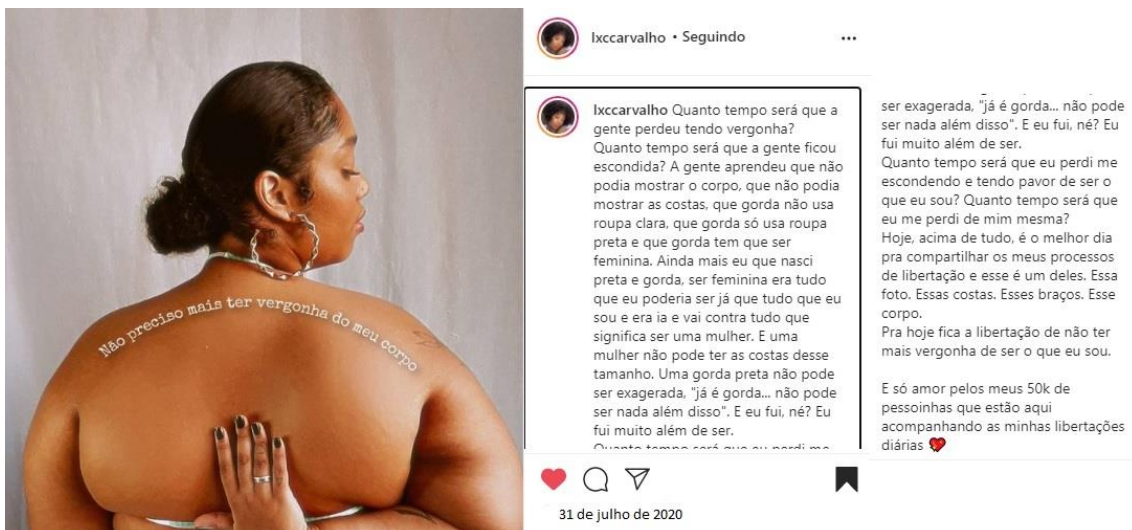 Não preciso mais ter vergonha do meu corpo
lxccarvalho • Seguindo
lxccarvalho Quanto tempo será que a
gente perdeu tendo vergonha?
Quanto tempo será que a gente ficou
escondida? A gente aprendeu que não
podia mostrar o corpo, que não podia
mostrar as costas, que gorda não usa
roupa clara, que gorda só usa roupa
preta e que gorda tem que ser
feminina. Ainda mais eu que nasci
preta e gorda, ser feminina era tudo
que eu poderia ser já que tudo que eu
sou e era ia e vai contra tudo que
significa ser uma mulher. E uma
mulher não pode ter as costas desse
tamanho. Uma gorda preta não pode
ser exagerada, "já é gorda... não pode
ser nada além disso". E eu fui, né? Eu
fui muito além de ser.
Quanto tempo será que eu perdi me
31 de julho de 2020
ser exagerada, "já é gorda... não pode
ser nada além disso". E eu fui, né? Eu
fui muito além de ser.
Quanto tempo será que eu perdi me
escondendo e tendo pavor de ser o
que eu sou? Quanto tempo será que
eu me perdi de mim mesma?
Hoje, acima de tudo, é o melhor dia
pra compartilhar os meus processos
de libertação e esse é um deles. Essa
foto. Essas costas. Esses braços. Esse
corpo.
Pra hoje fica a libertação de não ter
mais vergonha de ser o que eu sou.
E só amor pelos meus 50k de
pessoinhas que estão aqui
acompanhando as minhas libertações
diárias